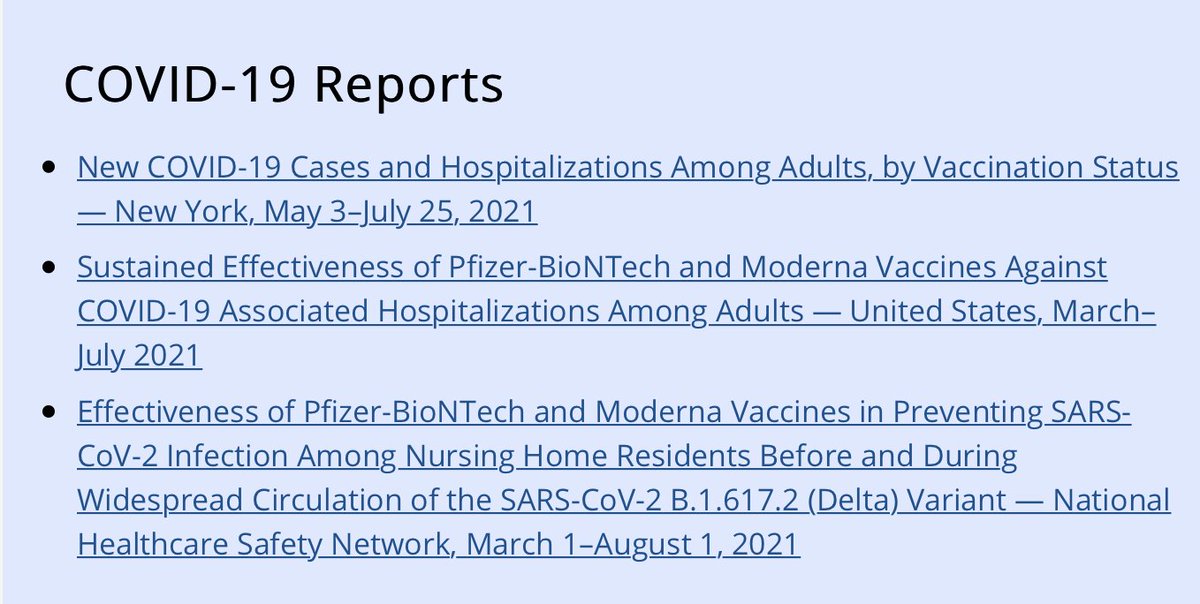 COVID-19 Reports
New COVID-19 Cases and Hospitalizations Among Adults, by Vaccination Status
— New York, May 3–July 25, 2021
Sustained Effectiveness of Pfizer-BioNTech and Moderna Vaccines Against
COVID-19 Associated Hospitalizations Among Adults — United States, March–
July 2021
Effectiveness of Pfizer-BioNTech and Moderna Vaccines in Preventing SARS-
CoV-2 Infection Among Nursing Home Residents Before and During
Widespread Circulation of the SARS-CoV-2 B.1.617.2 (Delta) Variant — National
Healthcare Safety Network, March 1–August 1, 2021